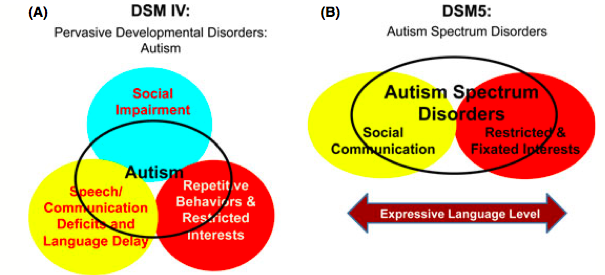 (A)
DSM IV:
Pervasive Developmental Disorders:
Autism
Social
Impairment
Autism
Speech/
Communication
Deficits and
Language Delay
Repetitive
Behaviors &
Restricted
Interests
(B)
DSM5:
Autism Spectrum Disorders
Autism Spectrum
Disorders
Social
Communication
Restricted &
Fixated Interests
Expressive Language Level